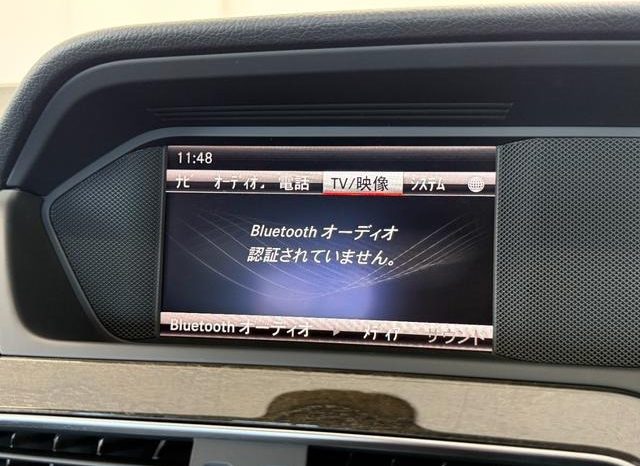 11:48
ナビ オーディオ 電話 TV/映像 システム
Bluetooth オーディオ
認証されていません。
Bluetooth オーディオ ▶ メディア サウンド